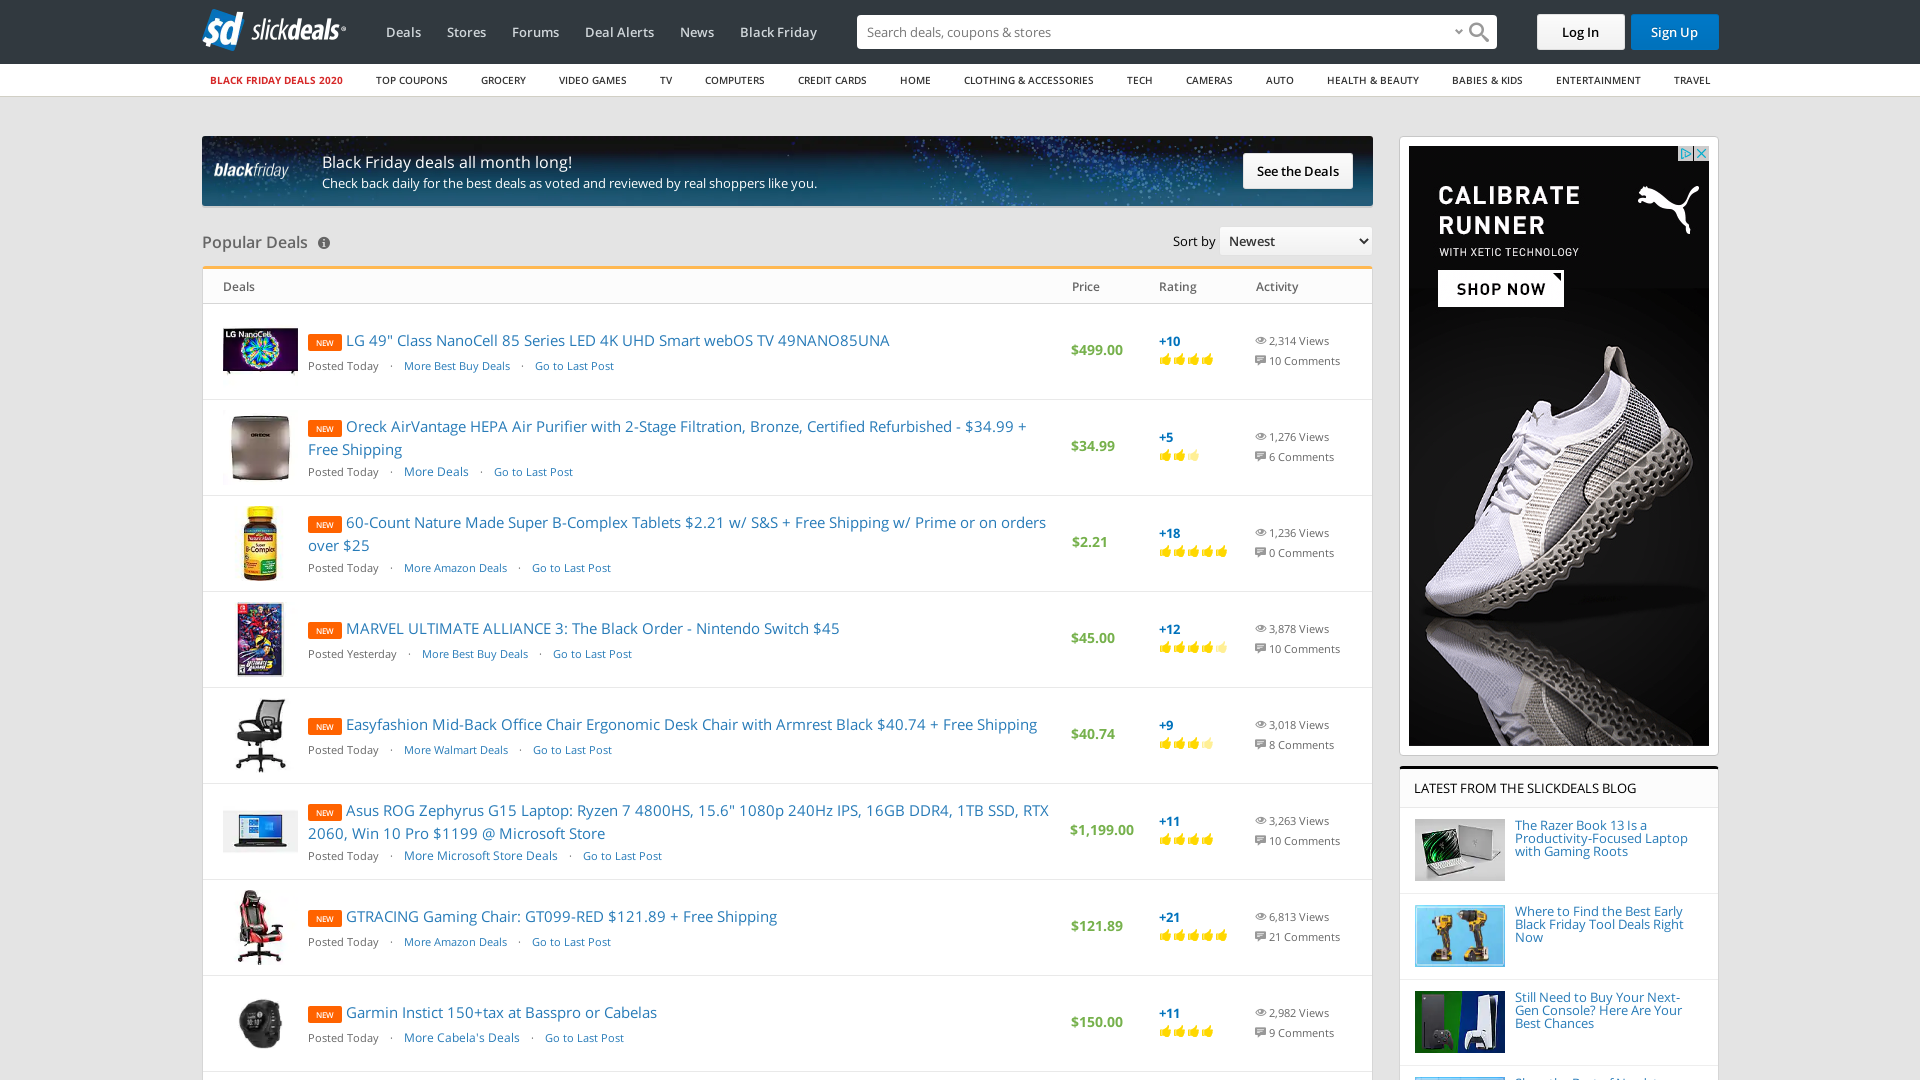 slickdeals
Deals
Stores
Forums
Deal Alerts
News
Black Friday
Search deals, coupons & shopping
Log In
Sign Up
BLACK FRIDAY DEALS 2020
TOP COUPONS
GROCERY
VIDEO GAMES
TV
COMPUTERS
CREDIT CARDS
HOME
CLOTHING & ACCESSORIES
TECH
CAMERAS
AUTO
HEALTH & BEAUTY
BABIES & KIDS
ENTERTAINMENT
TRAVEL
blackfriday
Black Friday deals all month long!
Check back daily for the best deals as voted and reviewed by real shoppers like you.
See the Deals
Popular Deals
Sort by Newest
Deals Price Rating Activity
LG NanoCell
NEW LG 49" Class NanoCell 85 Series LED 4K UHD Smart webOS TV 49NANO85UNA
Posted Today · More Best Buy Deals · Go to Last Post
$499.00
+10
2,314 Views
10 Comments
NEW Oreck AirVantage HEPA Air Purifier with 2-Stage Filtration, Bronze, Certified Refurbished - $34.99 +
Free Shipping
Posted Today · More Deals · Go to Last Post
$34.99
+5
1,276 Views
6 Comments
Nature Made
Super
B-Complex
NEW 60-Count Nature Made Super B-Complex Tablets $2.21 w/ S&S + Free Shipping w/ Prime or on orders
over $25
Posted Today · More Amazon Deals · Go to Last Post
$2.21
+18
1,236 Views
0 Comments
NEW MARVEL ULTIMATE ALLIANCE 3: The Black Order - Nintendo Switch $45
Posted Yesterday · More Best Buy Deals · Go to Last Post
$45.00
+12
3,878 Views
10 Comments
NEW Easyfashion Mid-Back Office Chair Ergonomic Desk Chair with Armrest Black $40.74 + Free Shipping
Posted Today · More Walmart Deals · Go to Last Post
$40.74
+9
3,018 Views
8 Comments
NEW Asus ROG Zephyrus G15 Laptop: Ryzen 7 4800HS, 15.6" 1080p 240Hz IPS, 16GB DDR4, 1TB SSD, RTX
2060, Win 10 Pro $1199 @ Microsoft Store
Posted Today · More Microsoft Store Deals · Go to Last Post
$1,199.00
+11
3,263 Views
10 Comments
NEW GTRACING Gaming Chair: GT099-RED $121.89 + Free Shipping
Posted Today · More Amazon Deals · Go to Last Post
$121.89
+21
6,813 Views
21 Comments
NEW Garmin Instict 150+tax at Basspro or Cabelas
Posted Today · More Cabela's Deals · Go to Last Post
$150.00
+11
2,982 Views
9 Comments
CALIBRATE
RUNNER
WITH XETIC TECHNOLOGY
SHOP NOW
LATEST FROM THE SLICKDEALS BLOG
The Razer Book 13 Is a
Productivity-Focused Laptop
with Gaming Roots
Where to Find the Best Early
Black Friday Tool Deals Right
Now
Still Need to Buy Your Next-
Gen Console? Here Are Your
Best Chances